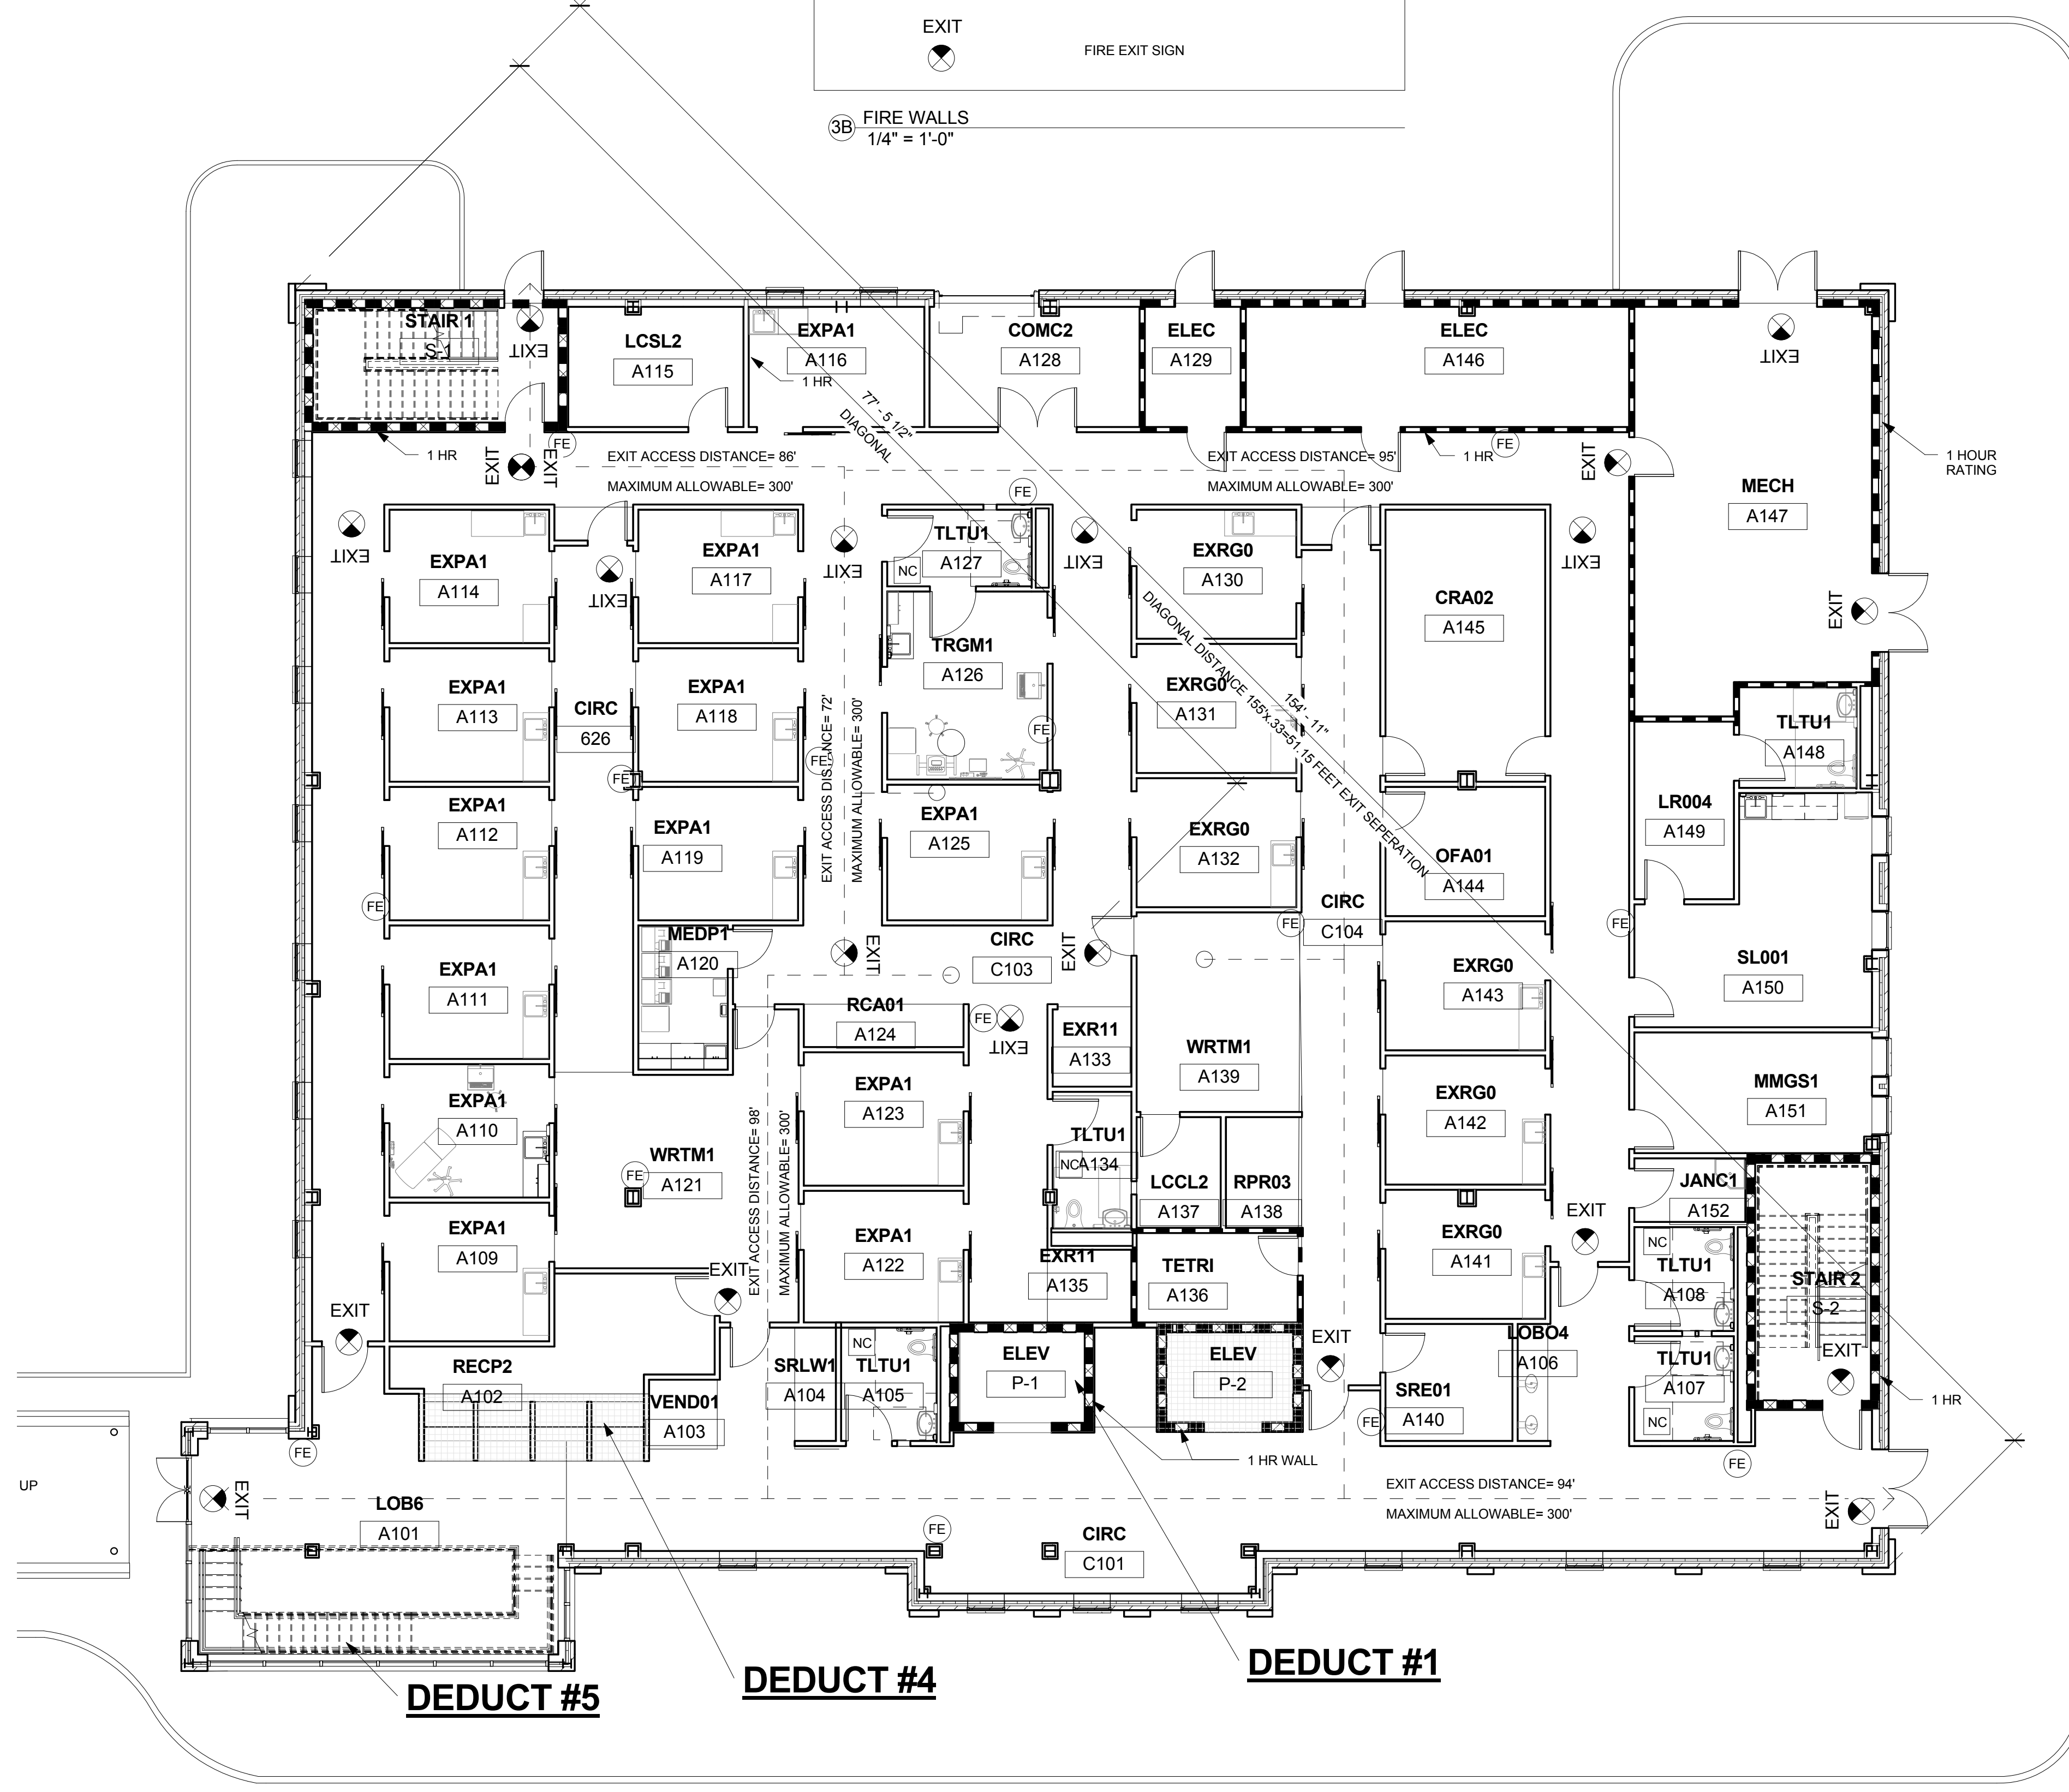 EXIT
FIRE EXIT SIGN
3B
FIRE WALLS
1/4" = 1'-0"
STAIR 1
S-1
EXIT
LCSL2
A115
EXPA1
A116
1 HR
COMC2
A128
ELEC
A129
ELEC
A146
EXIT
77' - 5 1/2"
DIAGONAL
1 HR
EXIT
EXIT
FE
EXIT ACCESS DISTANCE= 86'
MAXIMUM ALLOWABLE= 300'
EXIT ACCESS DISTANCE= 95'
MAXIMUM ALLOWABLE= 300'
1 HR
FE
EXIT
1 HOUR
RATING
MECH
A147
FE
EXIT
EXPA1
A114
EXIT
EXPA1
A117
EXIT
TLTU1
A127
NC
EXIT
EXRG0
A130
EXIT
CRA02
A145
EXIT
DIAGONAL DISTANCE 155'x.33=51.15 FEET EXIT SEPERATION
154' - 11"
TRGM1
A126
EXPA1
A113
CIRC
626
EXPA1
A118
EXRG0
A131
FE
FE
FE
EXIT ACCESS DISTANCE= 72'
MAXIMUM ALLOWABLE= 300'
TLTU1
A148
EXPA1
A112
EXPA1
A119
EXPA1
A125
EXRG0
A132
OFA01
A144
LR004
A149
FE
FE
FE
CIRC
C104
MEDP1
A120
EXIT
CIRC
C103
EXIT
EXPA1
A111
EXRG0
A143
SL001
A150
RCA01
A124
FE
EXIT
EXR11
A133
WRTM1
A139
EXPA1
A110
EXPA1
A123
EXRG0
A142
MMGS1
A151
WRTM1
A121
FE
EXIT ACCESS DISTANCE= 98'
MAXIMUM ALLOWABLE= 300'
TLTU1
NC
A134
LCCL2
A137
RPR03
A138
JANC1
A152
EXPA1
A109
EXPA1
A122
EXR11
A135
TETRI
A136
EXRG0
A141
EXIT
NC
TLTU1
A108
STAIR 2
S-2
EXIT
EXIT
RECP2
A102
VEND01
A103
SRLW1
A104
NC
TLTU1
A105
ELEV
P-1
ELEV
P-2
EXIT
SRE01
A140
LOBO4
A106
TLTU1
A107
NC
EXIT
1 HR
FE
FE
FE
1 HR WALL
UP
EXIT
LOB6
A101
EXIT ACCESS DISTANCE= 94'
MAXIMUM ALLOWABLE= 300'
EXIT
FE
CIRC
C101
DEDUCT #5
DEDUCT #4
DEDUCT #1